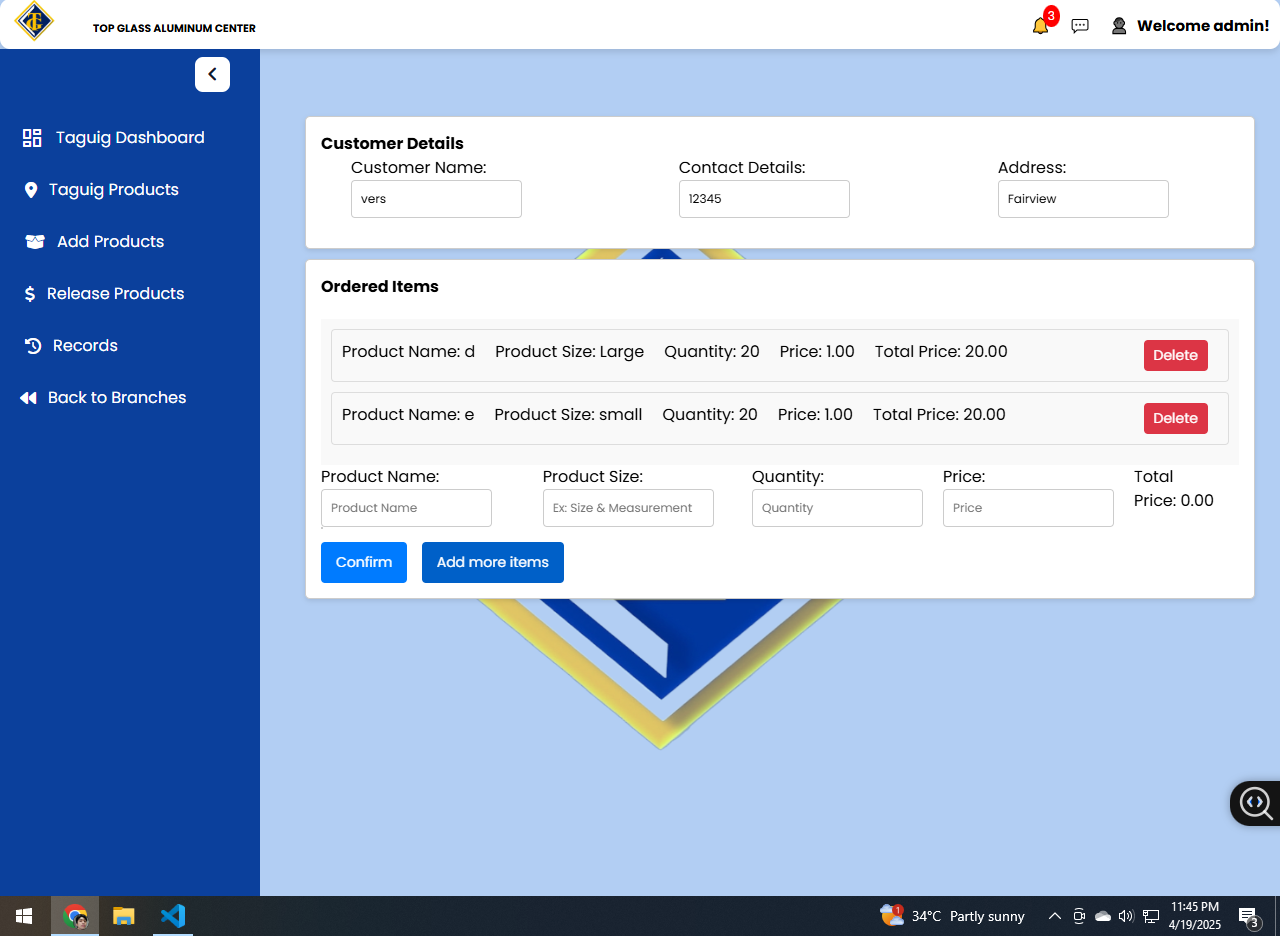 TOP GLASS ALUMINUM CENTER
3
Welcome admin!
Taguig Dashboard
Taguig Products
Add Products
Release Products
Records
Back to Branches
Customer Details
Customer Name:
Contact Details:
Address:
vers
12345
Fairview
Ordered Items
Product Name: d Product Size: Large Quantity: 20 Price: 1.00 Total Price: 20.00
Delete
Product Name: e Product Size: small Quantity: 20 Price: 1.00 Total Price: 20.00
Delete
Product Name:
Product Size:
Quantity:
Price:
Total
Price: 0.00
Product Name
Ex: Size & Measurement
Quantity
Price
Confirm
Add more items
1
34°C Partly sunny
11:45 PM
4/19/2025
3